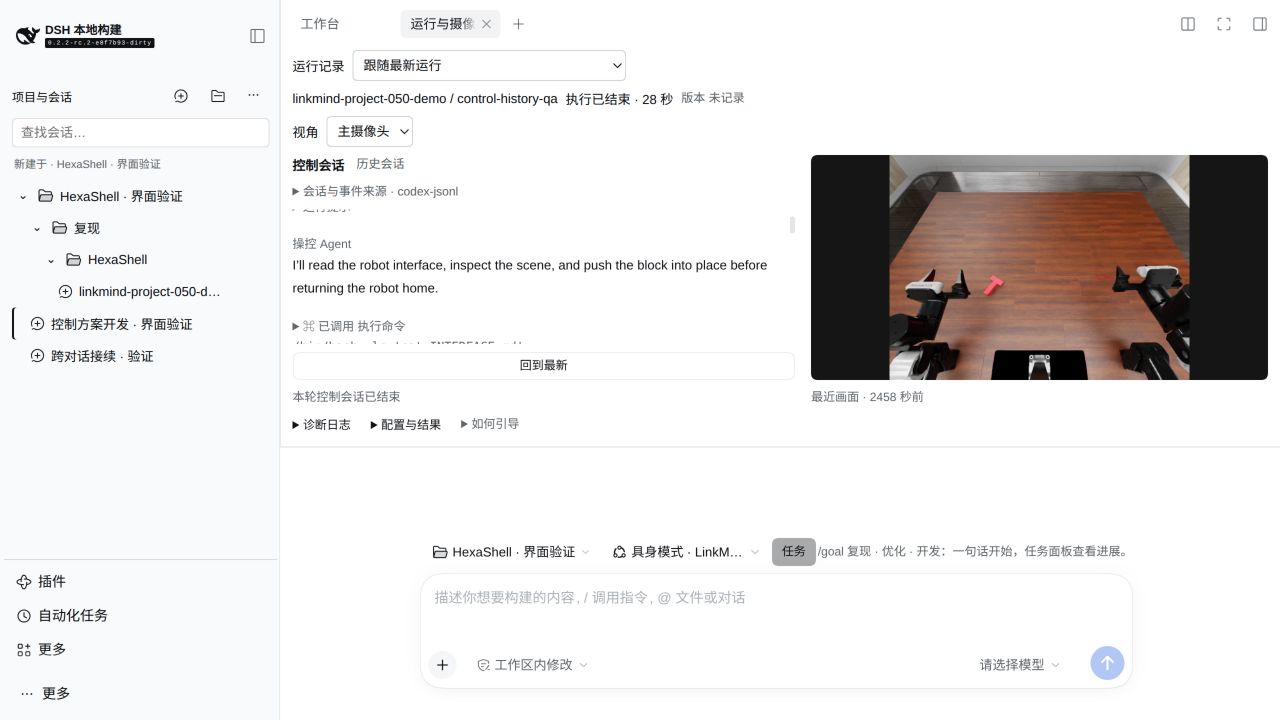 DSH 本地构建
0.2.2-rc.2-e8f7b93-dirty
项目与会话
查找会话…
新建于 · HexaShell · 界面验证
HexaShell · 界面验证
复现
HexaShell
linkmind-project-050-d…
控制方案开发 · 界面验证
跨对话接续 · 验证
插件
自动化任务
更多
更多
工作台
运行与摄像
运行记录
跟随最新运行
linkmind-project-050-demo / control-history-qa 执行已结束 · 28 秒 版本 未记录
视角 主摄像头
控制会话 历史会话
会话与事件来源 · codex-jsonl
操控 Agent
I'll read the robot interface, inspect the scene, and push the block into place before
returning the robot home.
已调用 执行命令
回到最新
本轮控制会话已结束
诊断日志 配置与结果 如何引导
最近画面 · 2458 秒前
HexaShell · 界面验证 具身模式 · LinkM… 任务 /goal 复现 · 优化 · 开发：一句话开始，任务面板查看进展。
描述你想要构建的内容, / 调用指令, @ 文件或对话
工作区内修改
请选择模型